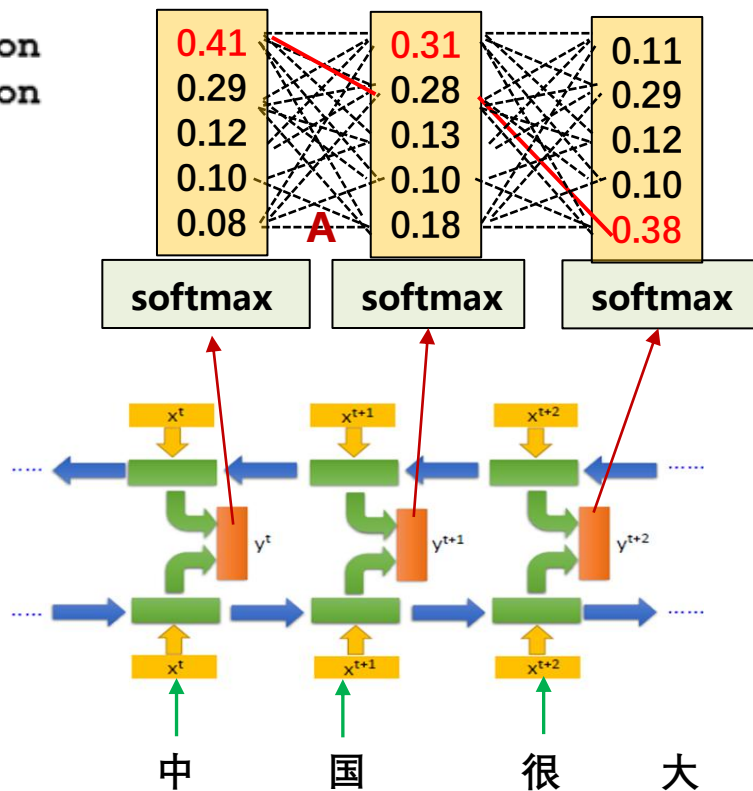 on
on
0.41
0.29
0.12
0.10
0.08
A
0.31
0.28
0.13
0.10
0.18
0.11
0.29
0.12
0.10
0.38
softmax softmax softmax
x^t x^{t+1} x^{t+2}
...... ......
y^t y^{t+1} y^{t+2}
...... ......
x^t x^{t+1} x^{t+2}
中 国 很 大